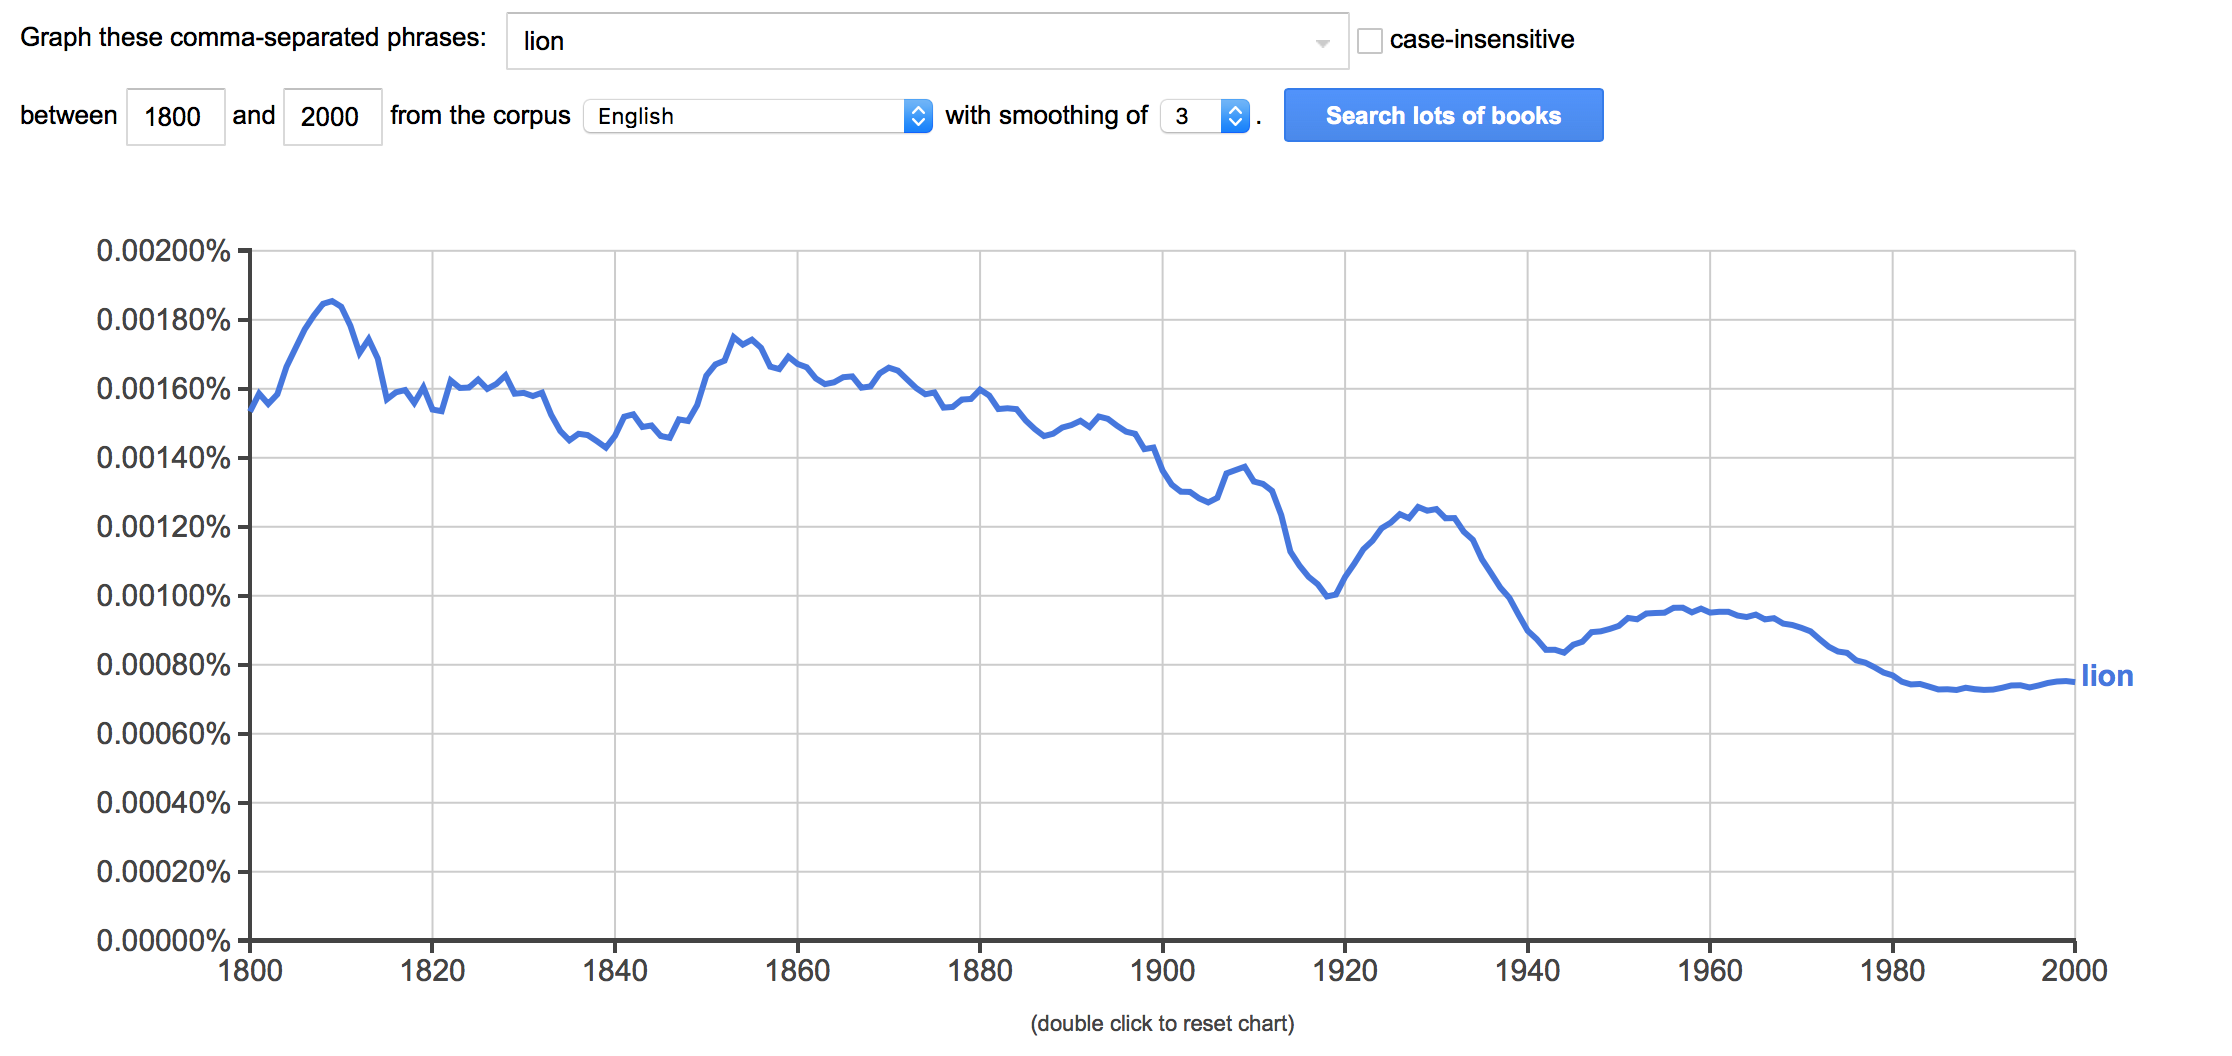 Graph these comma-separated phrases: lion case-insensitive
between 1800 and 2000 from the corpus English with smoothing of 3 . Search lots of books
0.00200%
0.00180%
0.00160%
0.00140%
0.00120%
0.00100%
0.00080%
lion
0.00060%
0.00040%
0.00020%
0.00000%
1800 1820 1840 1860 1880 1900 1920 1940 1960 1980 2000
(double click to reset chart)